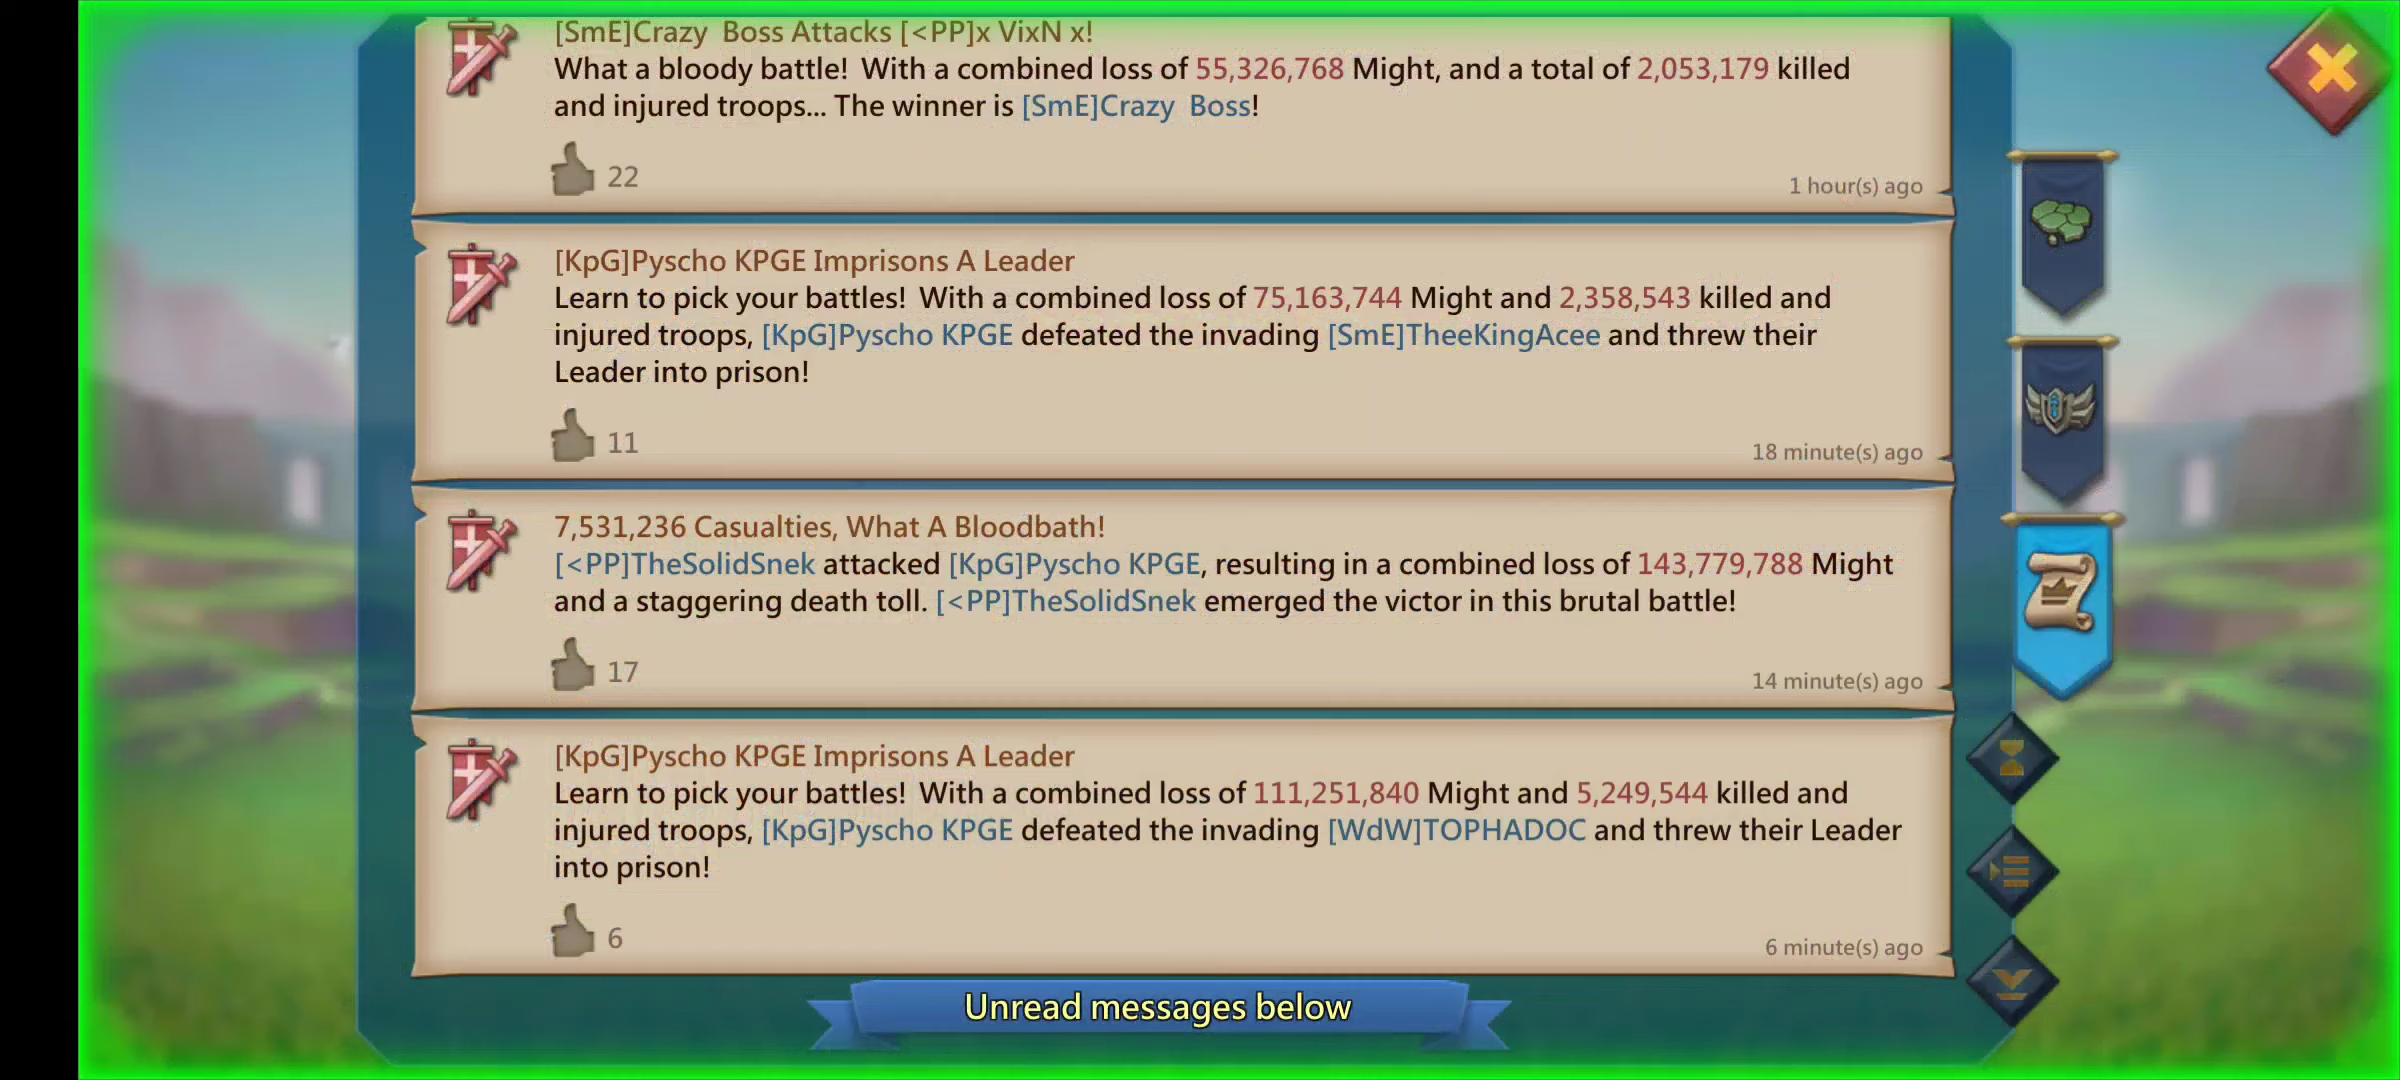 [SmE]Crazy  Boss Attacks [<PP]x VixN x!
What a bloody battle!  With a combined loss of 55,326,768 Might, and a total of 2,053,179 killed
and injured troops... The winner is [SmE]Crazy  Boss!
22
1 hour(s) ago
[KpG]Pyscho KPGE Imprisons A Leader
Learn to pick your battles!  With a combined loss of 75,163,744 Might and 2,358,543 killed and
injured troops, [KpG]Pyscho KPGE defeated the invading [SmE]TheeKingAcee and threw their
Leader into prison!
11
18 minute(s) ago
7,531,236 Casualties, What A Bloodbath!
[<PP]TheSolidSnek attacked [KpG]Pyscho KPGE, resulting in a combined loss of 143,779,788 Might
and a staggering death toll. [<PP]TheSolidSnek emerged the victor in this brutal battle!
17
14 minute(s) ago
[KpG]Pyscho KPGE Imprisons A Leader
Learn to pick your battles!  With a combined loss of 111,251,840 Might and 5,249,544 killed and
injured troops, [KpG]Pyscho KPGE defeated the invading [WdW]TOPHADOC and threw their Leader
into prison!
6
6 minute(s) ago
Unread messages below